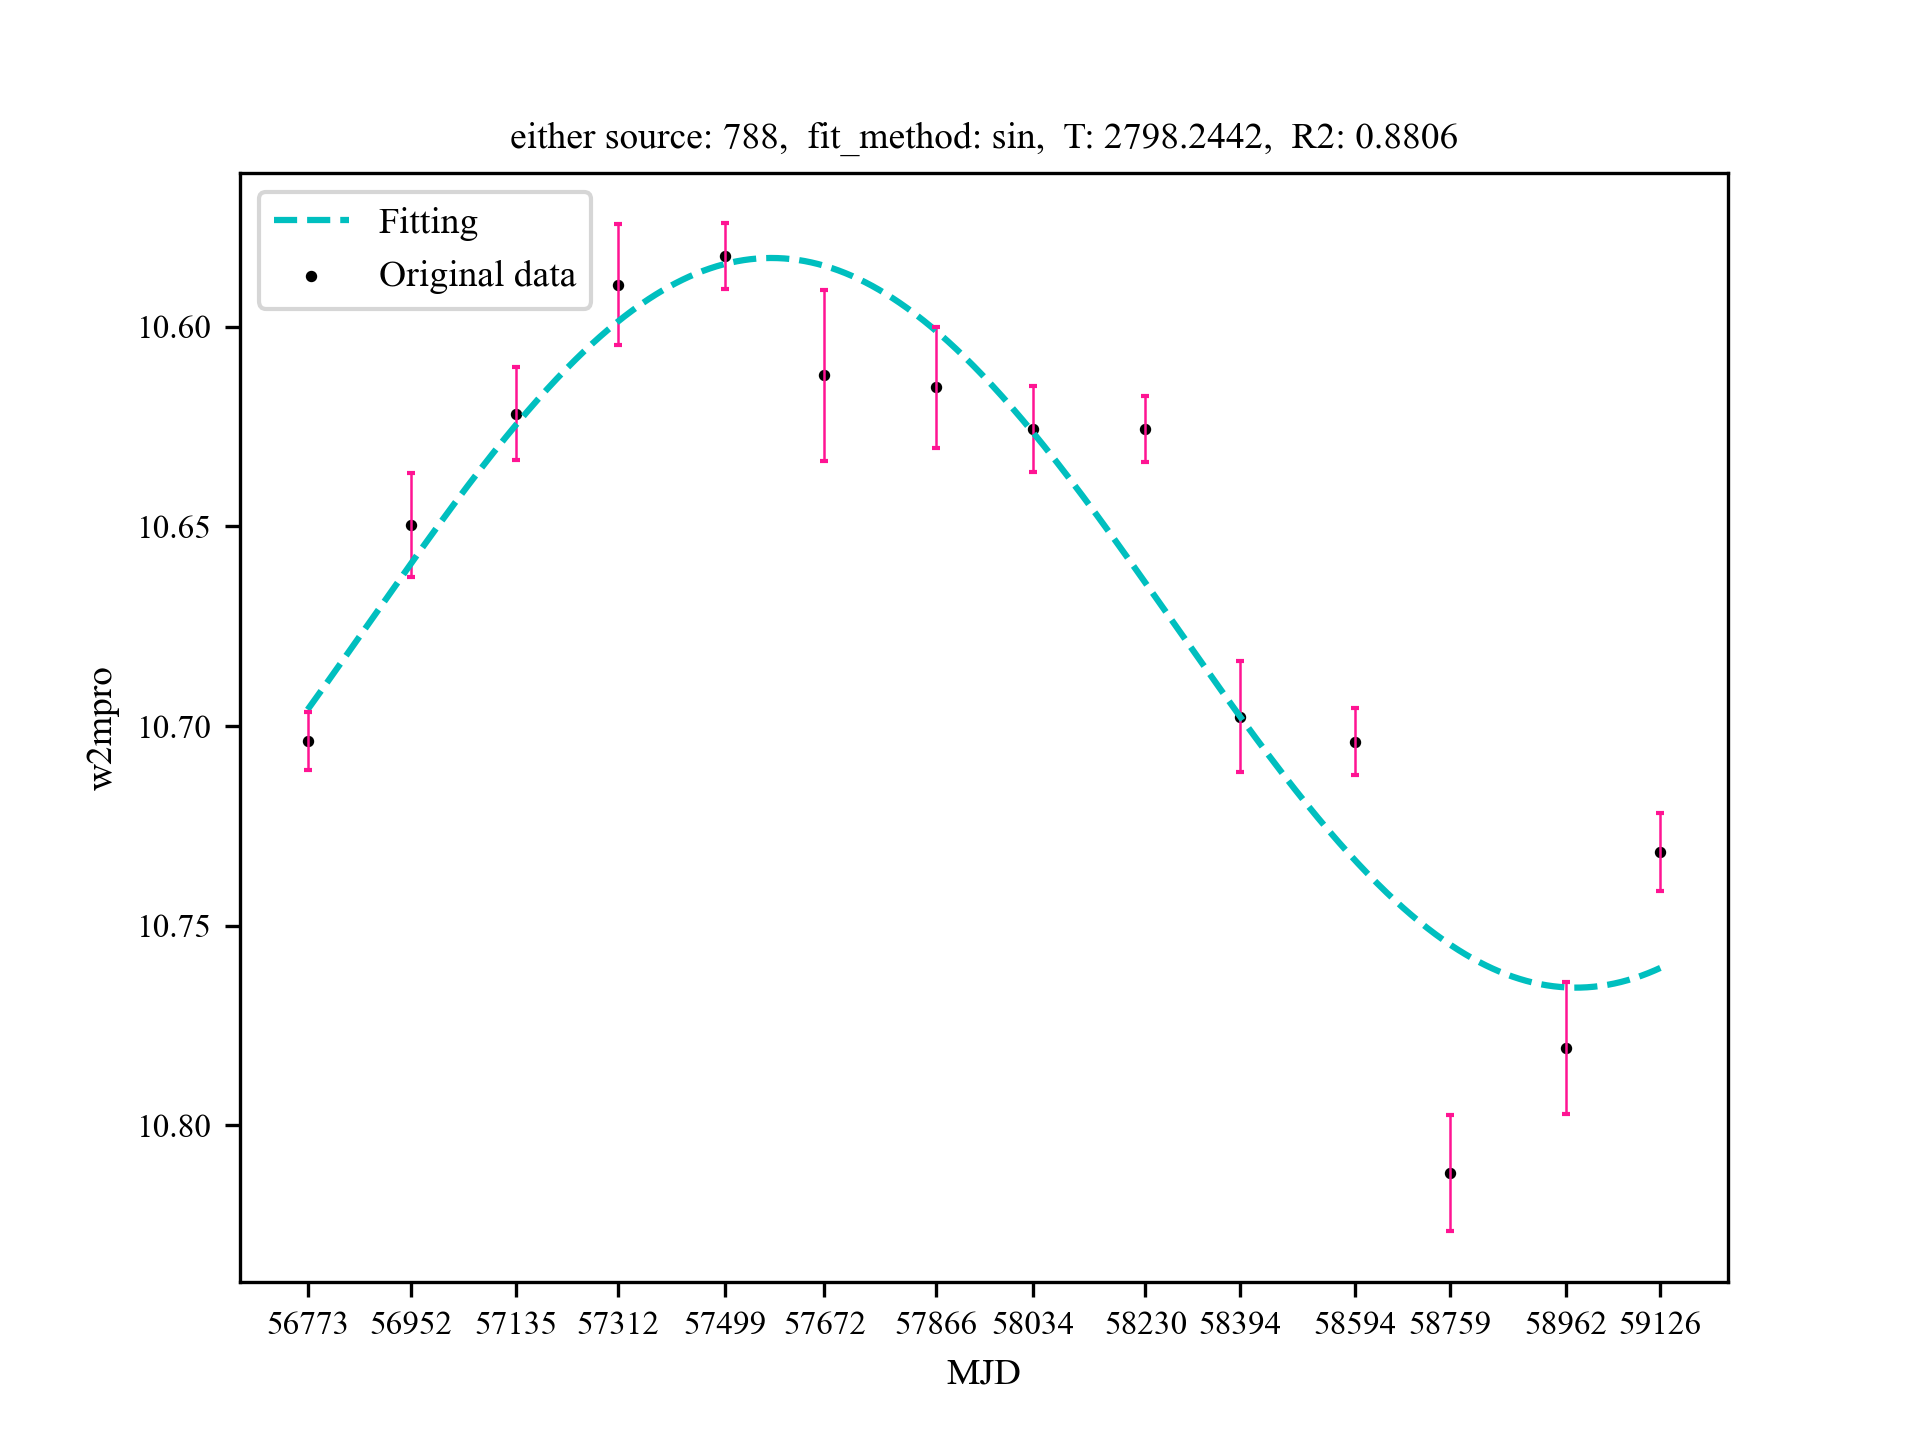 either source: 788,  fit_method: sin,  T: 2798.2442,  R2: 0.8806
Fitting
Original data
10.60
10.65
10.70
10.75
10.80
w2mpro
56773 56952 57135 57312 57499 57672 57866 58034 58230 58394 58594 58759 58962 59126
MJD